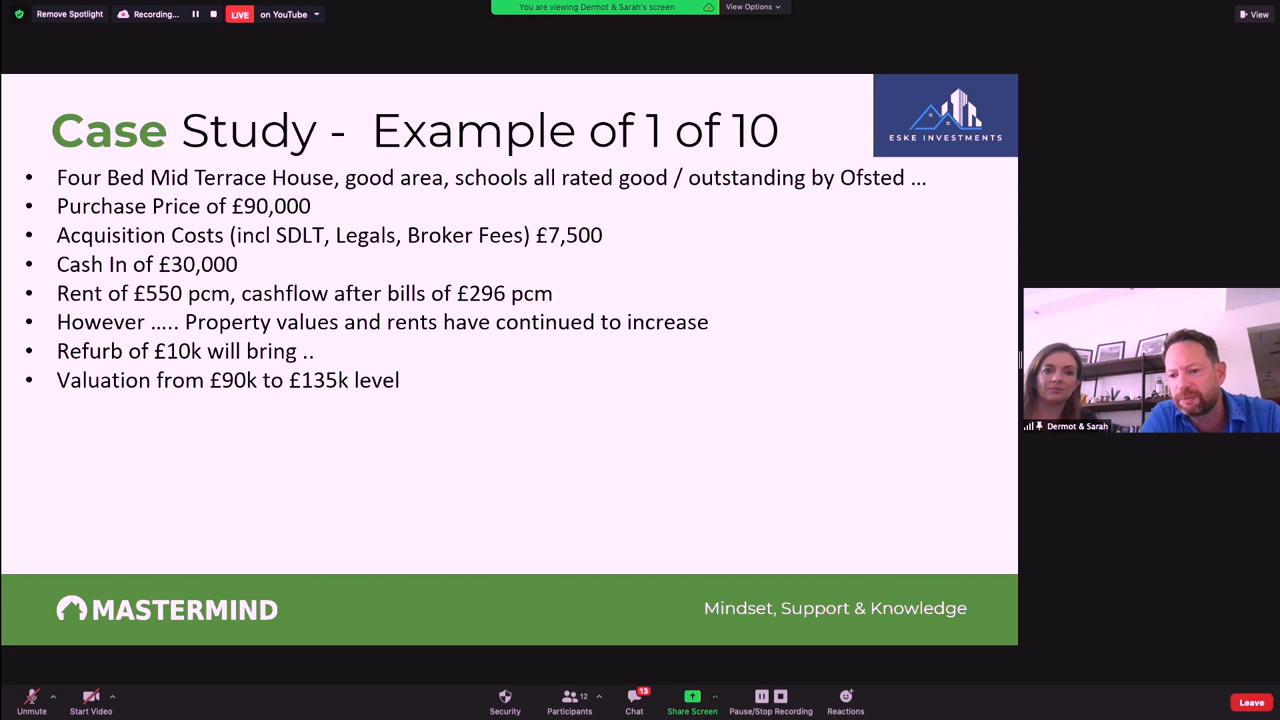 Remove Spotlight
Recording...
LIVE
on YouTube
You are viewing Dermot & Sarah's screen
View Options
View
ESKE INVESTMENTS
Case Study - Example of 1 of 10
• Four Bed Mid Terrace House, good area, schools all rated good / outstanding by Ofsted ...
• Purchase Price of £90,000
• Acquisition Costs (incl SDLT, Legals, Broker Fees) £7,500
• Cash In of £30,000
• Rent of £550 pcm, cashflow after bills of £296 pcm
• However ..... Property values and rents have continued to increase
• Refurb of £10k will bring ..
• Valuation from £90k to £135k level
Dermot & Sarah
MASTERMIND
Mindset, Support & Knowledge
Unmute
Start Video
Security
12
Participants
13
Chat
Share Screen
Pause/Stop Recording
Reactions
Leave